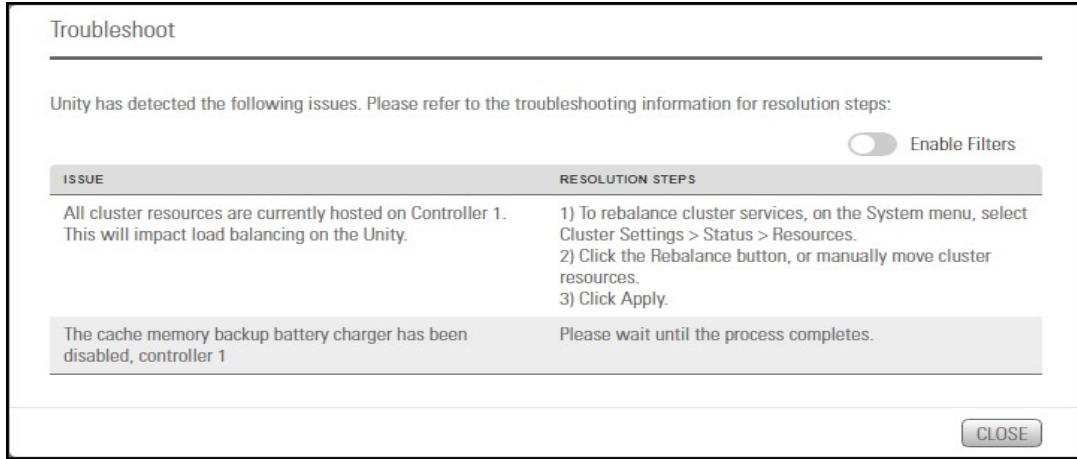 Troubleshoot
Unity has detected the following issues. Please refer to the troubleshooting information for resolution steps:
Enable Filters
ISSUE
RESOLUTION STEPS
All cluster resources are currently hosted on Controller 1.
This will impact load balancing on the Unity.
1) To rebalance cluster services, on the System menu, select
Cluster Settings > Status > Resources.
2) Click the Rebalance button, or manually move cluster
resources.
3) Click Apply.
The cache memory backup battery charger has been
disabled, controller 1
Please wait until the process completes.
CLOSE